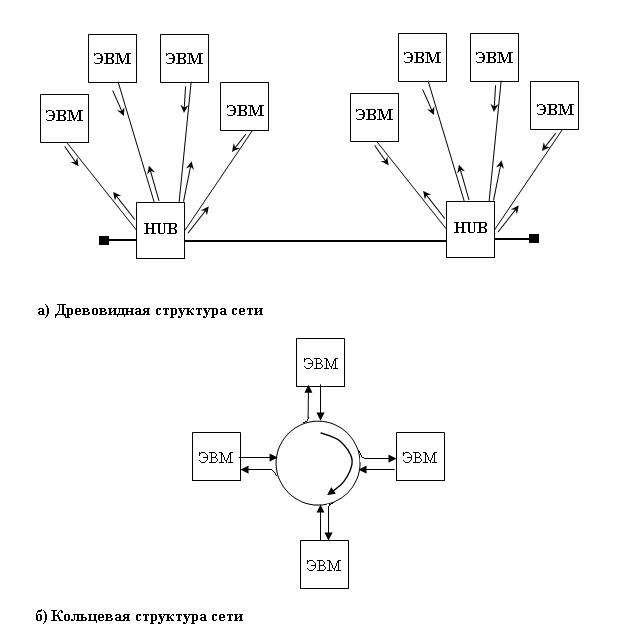 ЭВМ ЭВМ ЭВМ ЭВМ
ЭВМ ЭВМ ЭВМ ЭВМ
HUB HUB
а) Древовидная структура сети
ЭВМ
ЭВМ ЭВМ
ЭВМ
б) Кольцевая структура сети